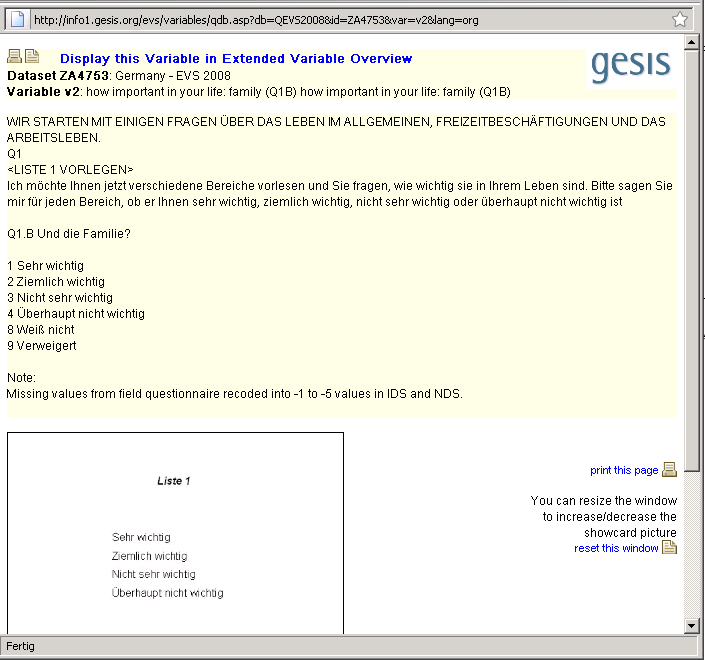 http://info1.gesis.org/evs/variables/qdb.asp?db=QEVS2008&id=ZA4753&var=v2&lang=org
Display this Variable in Extended Variable Overview
gesis
Dataset ZA4753: Germany - EVS 2008
Variable v2: how important in your life: family (Q1B) how important in your life: family (Q1B)
WIR STARTEN MIT EINIGEN FRAGEN ÜBER DAS LEBEN IM ALLGEMEINEN, FREIZEITBESCHÄFTIGUNGEN UND DAS
ARBEITSLEBEN.
Q1
<LISTE 1 VORLEGEN>
Ich möchte Ihnen jetzt verschiedene Bereiche vorlesen und Sie fragen, wie wichtig sie in Ihrem Leben sind. Bitte sagen Sie
mir für jeden Bereich, ob er Ihnen sehr wichtig, ziemlich wichtig, nicht sehr wichtig oder überhaupt nicht wichtig ist
Q1.B Und die Familie?
1 Sehr wichtig
2 Ziemlich wichtig
3 Nicht sehr wichtig
4 Überhaupt nicht wichtig
8 Weiß nicht
9 Verweigert
Note:
Missing values from field questionnaire recoded into -1 to -5 values in IDS and NDS.
Liste 1
Sehr wichtig
Ziemlich wichtig
Nicht sehr wichtig
Überhaupt nicht wichtig
print this page
You can resize the window
to increase/decrease the
showcard picture
reset this window
Fertig